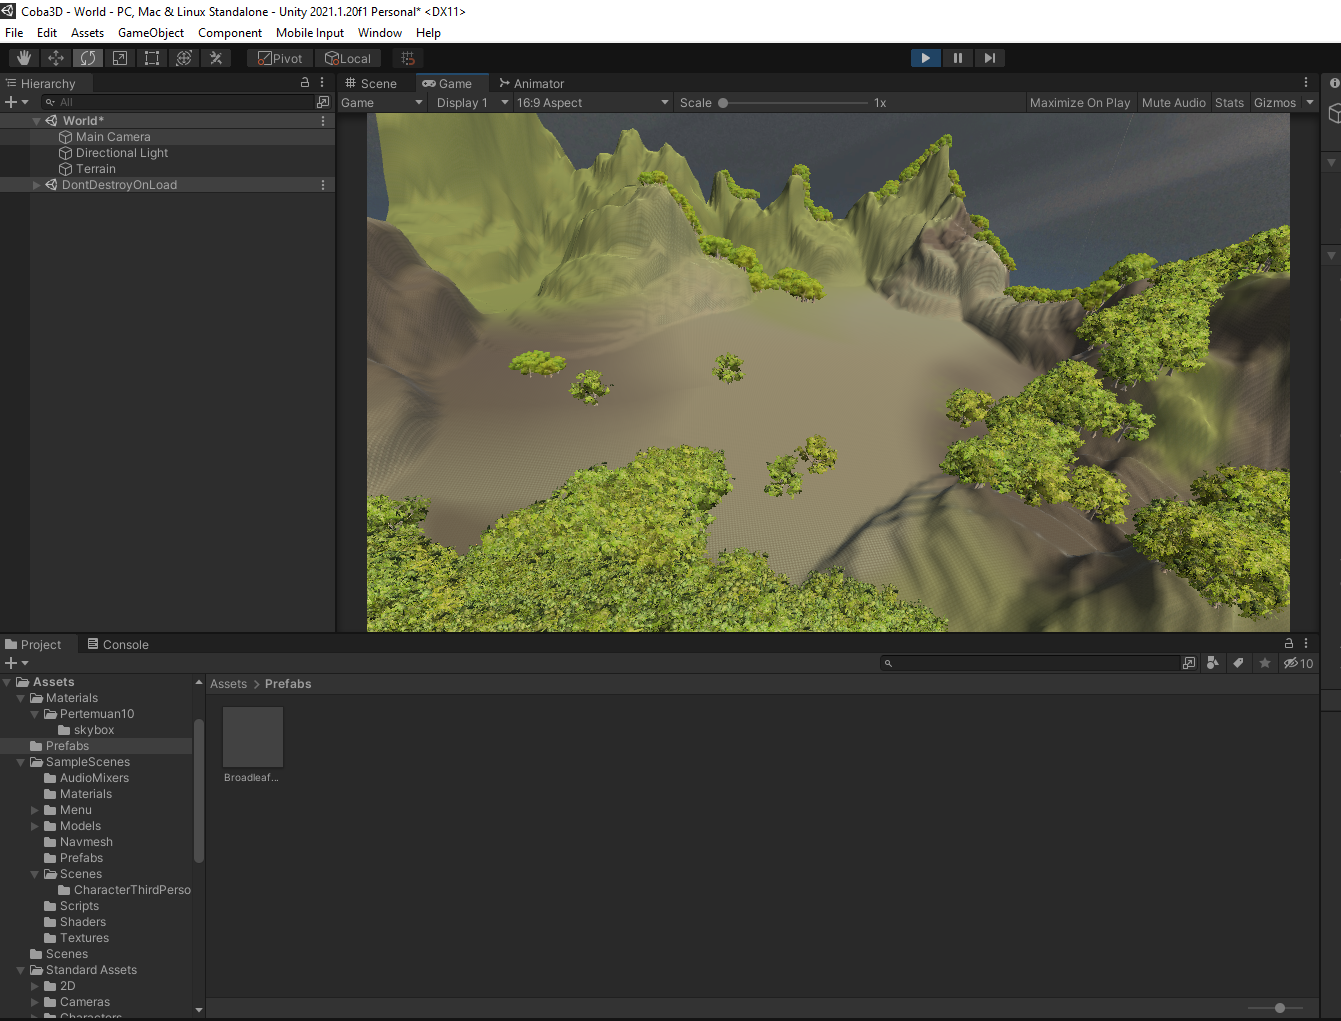 Coba3D - World - PC, Mac & Linux Standalone - Unity 2021.1.20f1 Personal* <DX11>
File Edit Assets GameObject Component Mobile Input Window Help
Pivot Local
Hierarchy
All
World*
Main Camera
Directional Light
Terrain
DontDestroyOnLoad
Scene Game Animator
Game Display 1 16:9 Aspect Scale 1x Maximize On Play Mute Audio Stats Gizmos
Project Console
10
Assets
Materials
Pertemuan10
skybox
Prefabs
SampleScenes
AudioMixers
Materials
Menu
Models
Navmesh
Prefabs
Scenes
CharacterThirdPerso
Scripts
Shaders
Textures
Scenes
Standard Assets
2D
Cameras
Characters
Assets > Prefabs
Broadleaf...